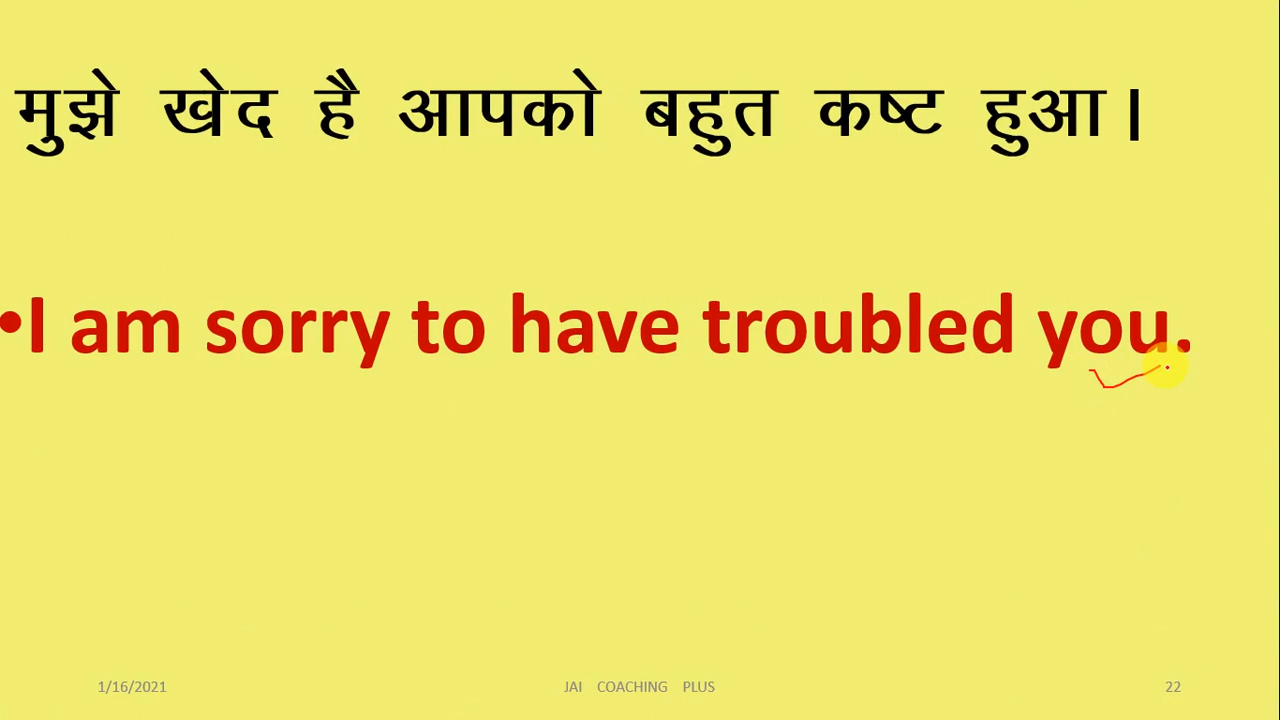 मुझे खेद है आपको बहुत कष्ट हुआ।
•I am sorry to have troubled you.
1/16/2021 JAI COACHING PLUS 22